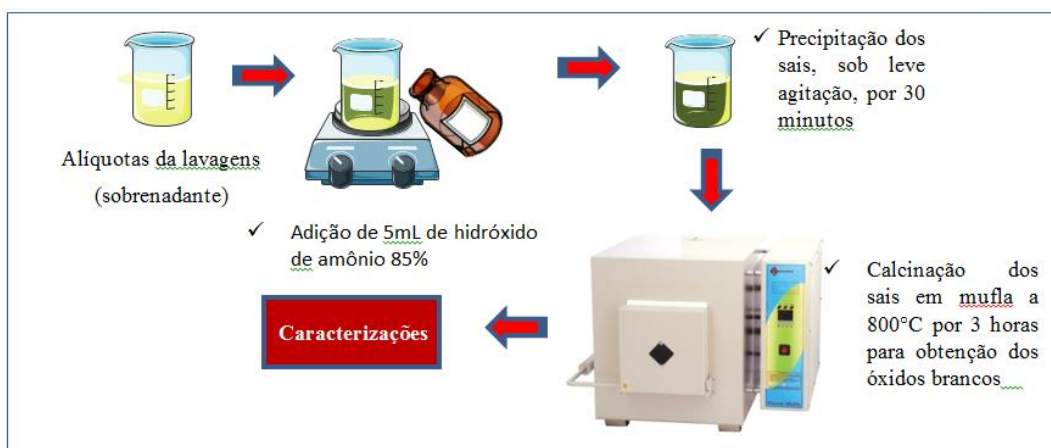 Alíquotas da lavagens
(sobrenadante)
✓ Adição de 5mL de hidróxido
de amônio 85%
✓ Precipitação dos
sais, sob leve
agitação, por 30
minutos
✓ Calcinação dos
sais em mufla a
800°C por 3 horas
para obtenção dos
óxidos brancos
Caracterizações